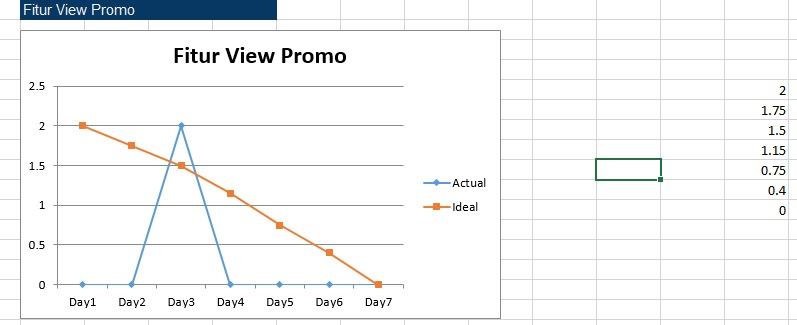 Fitur View Promo
Fitur View Promo
2.5
2
1.5
1
0.5
0
Day1 Day2 Day3 Day4 Day5 Day6 Day7
Actual
Ideal
2
1.75
1.5
1.15
0.75
0.4
0